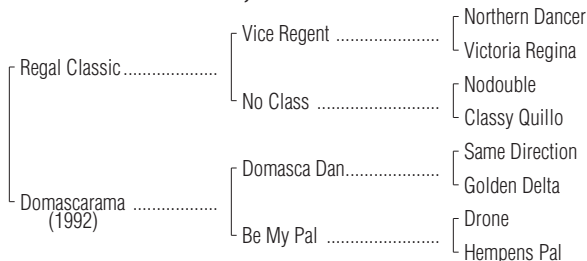 Northern Dancer
Vice Regent ....................
Victoria Regina
Regal Classic ..................
Nodouble
No Class ........................
Classy Quillo
Same Direction
Domasca Dan..................
Golden Delta
Domascarama ................
(1992)
Drone
Be My Pal ......................
Hempens Pal